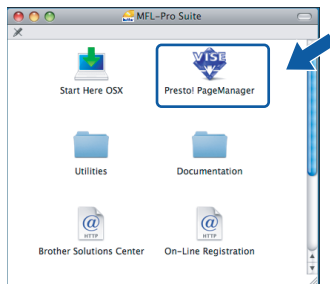 MFL-Pro Suite
VISE
Start Here OSX
Presto! PageManager
Utilities
Documentation
@
HTTP
@
HTTP
Brother Solutions Center
On-Line Registration